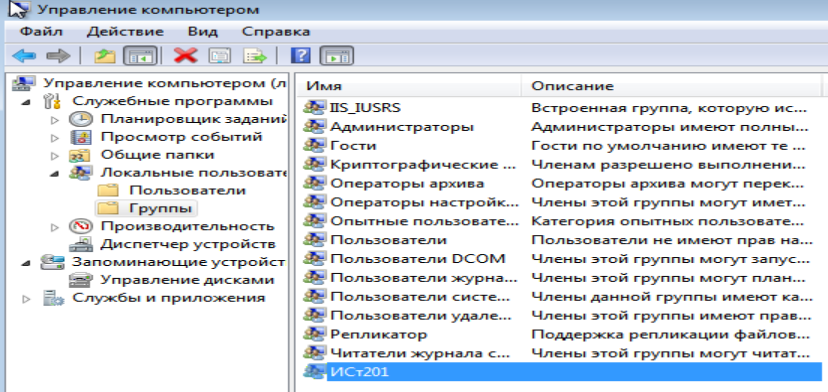 Управление компьютером
Файл Действие Вид Справка
Управление компьютером (л
Служебные программы
Планировщик заданий
Просмотр событий
Общие папки
Локальные пользовате
Пользователи
Группы
Производительность
Диспетчер устройств
Запоминающие устройст
Управление дисками
Службы и приложения
Имя Описание
IIS_IUSRS Встроенная группа, которую ис...
Администраторы Администраторы имеют полны...
Гости Гости по умолчанию имеют те ...
Криптографические ... Членам разрешено выполнени...
Операторы архива Операторы архива могут перек...
Операторы настройк... Члены этой группы могут имет...
Опытные пользовате... Категория опытных пользовате...
Пользователи Пользователи не имеют прав на...
Пользователи DCOM Члены этой группы могут запус...
Пользователи журна... Члены этой группы могут план...
Пользователи систе... Члены данной группы имеют ка...
Пользователи удале... Члены этой группы имеют прав...
Репликатор Поддержка репликации файлов...
Читатели журнала с... Члены этой группы могут читат...
ИСт201